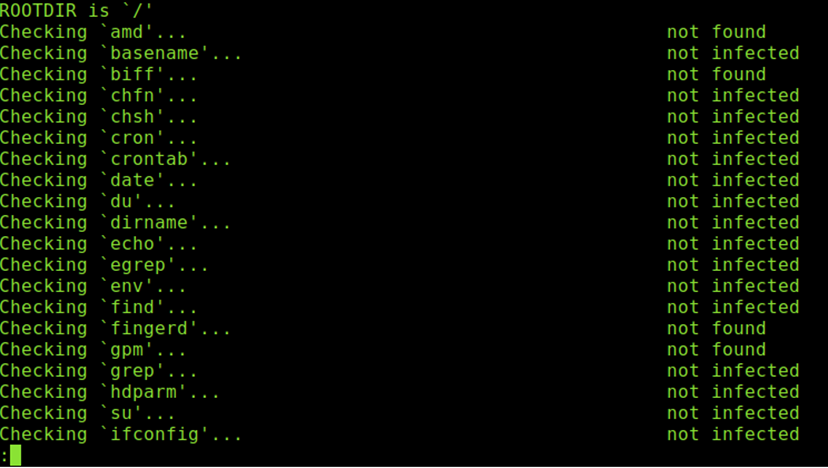 ROOTDIR is `/'
Checking `amd'... not found
Checking `basename'... not infected
Checking `biff'... not found
Checking `chfn'... not infected
Checking `chsh'... not infected
Checking `cron'... not infected
Checking `crontab'... not infected
Checking `date'... not infected
Checking `du'... not infected
Checking `dirname'... not infected
Checking `echo'... not infected
Checking `egrep'... not infected
Checking `env'... not infected
Checking `find'... not infected
Checking `fingerd'... not found
Checking `gpm'... not found
Checking `grep'... not infected
Checking `hdparm'... not infected
Checking `su'... not infected
Checking `ifconfig'... not infected
: